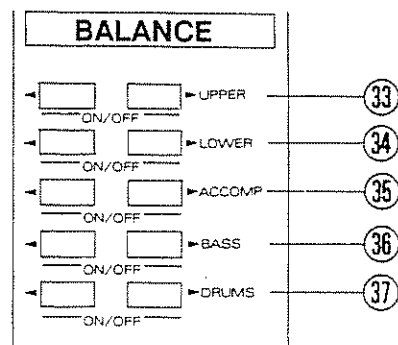 BALANCE
◄ ► UPPER 33
ON/OFF
◄ ► LOWER 34
ON/OFF
◄ ► ACCOMP 35
ON/OFF
◄ ► BASS 36
ON/OFF
◄ ► DRUMS 37
ON/OFF